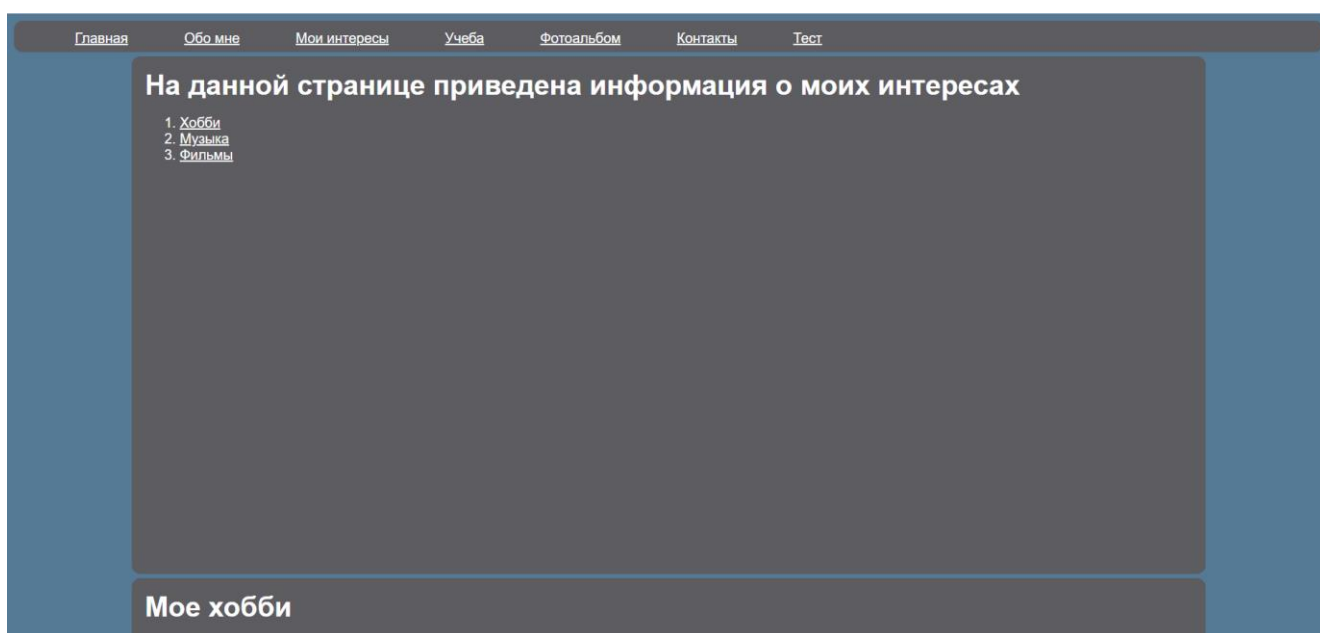 Главная Обо мне Мои интересы Учеба Фотоальбом Контакты Тест
На данной странице приведена информация о моих интересах
1. Хобби
2. Музыка
3. Фильмы
Мое хобби